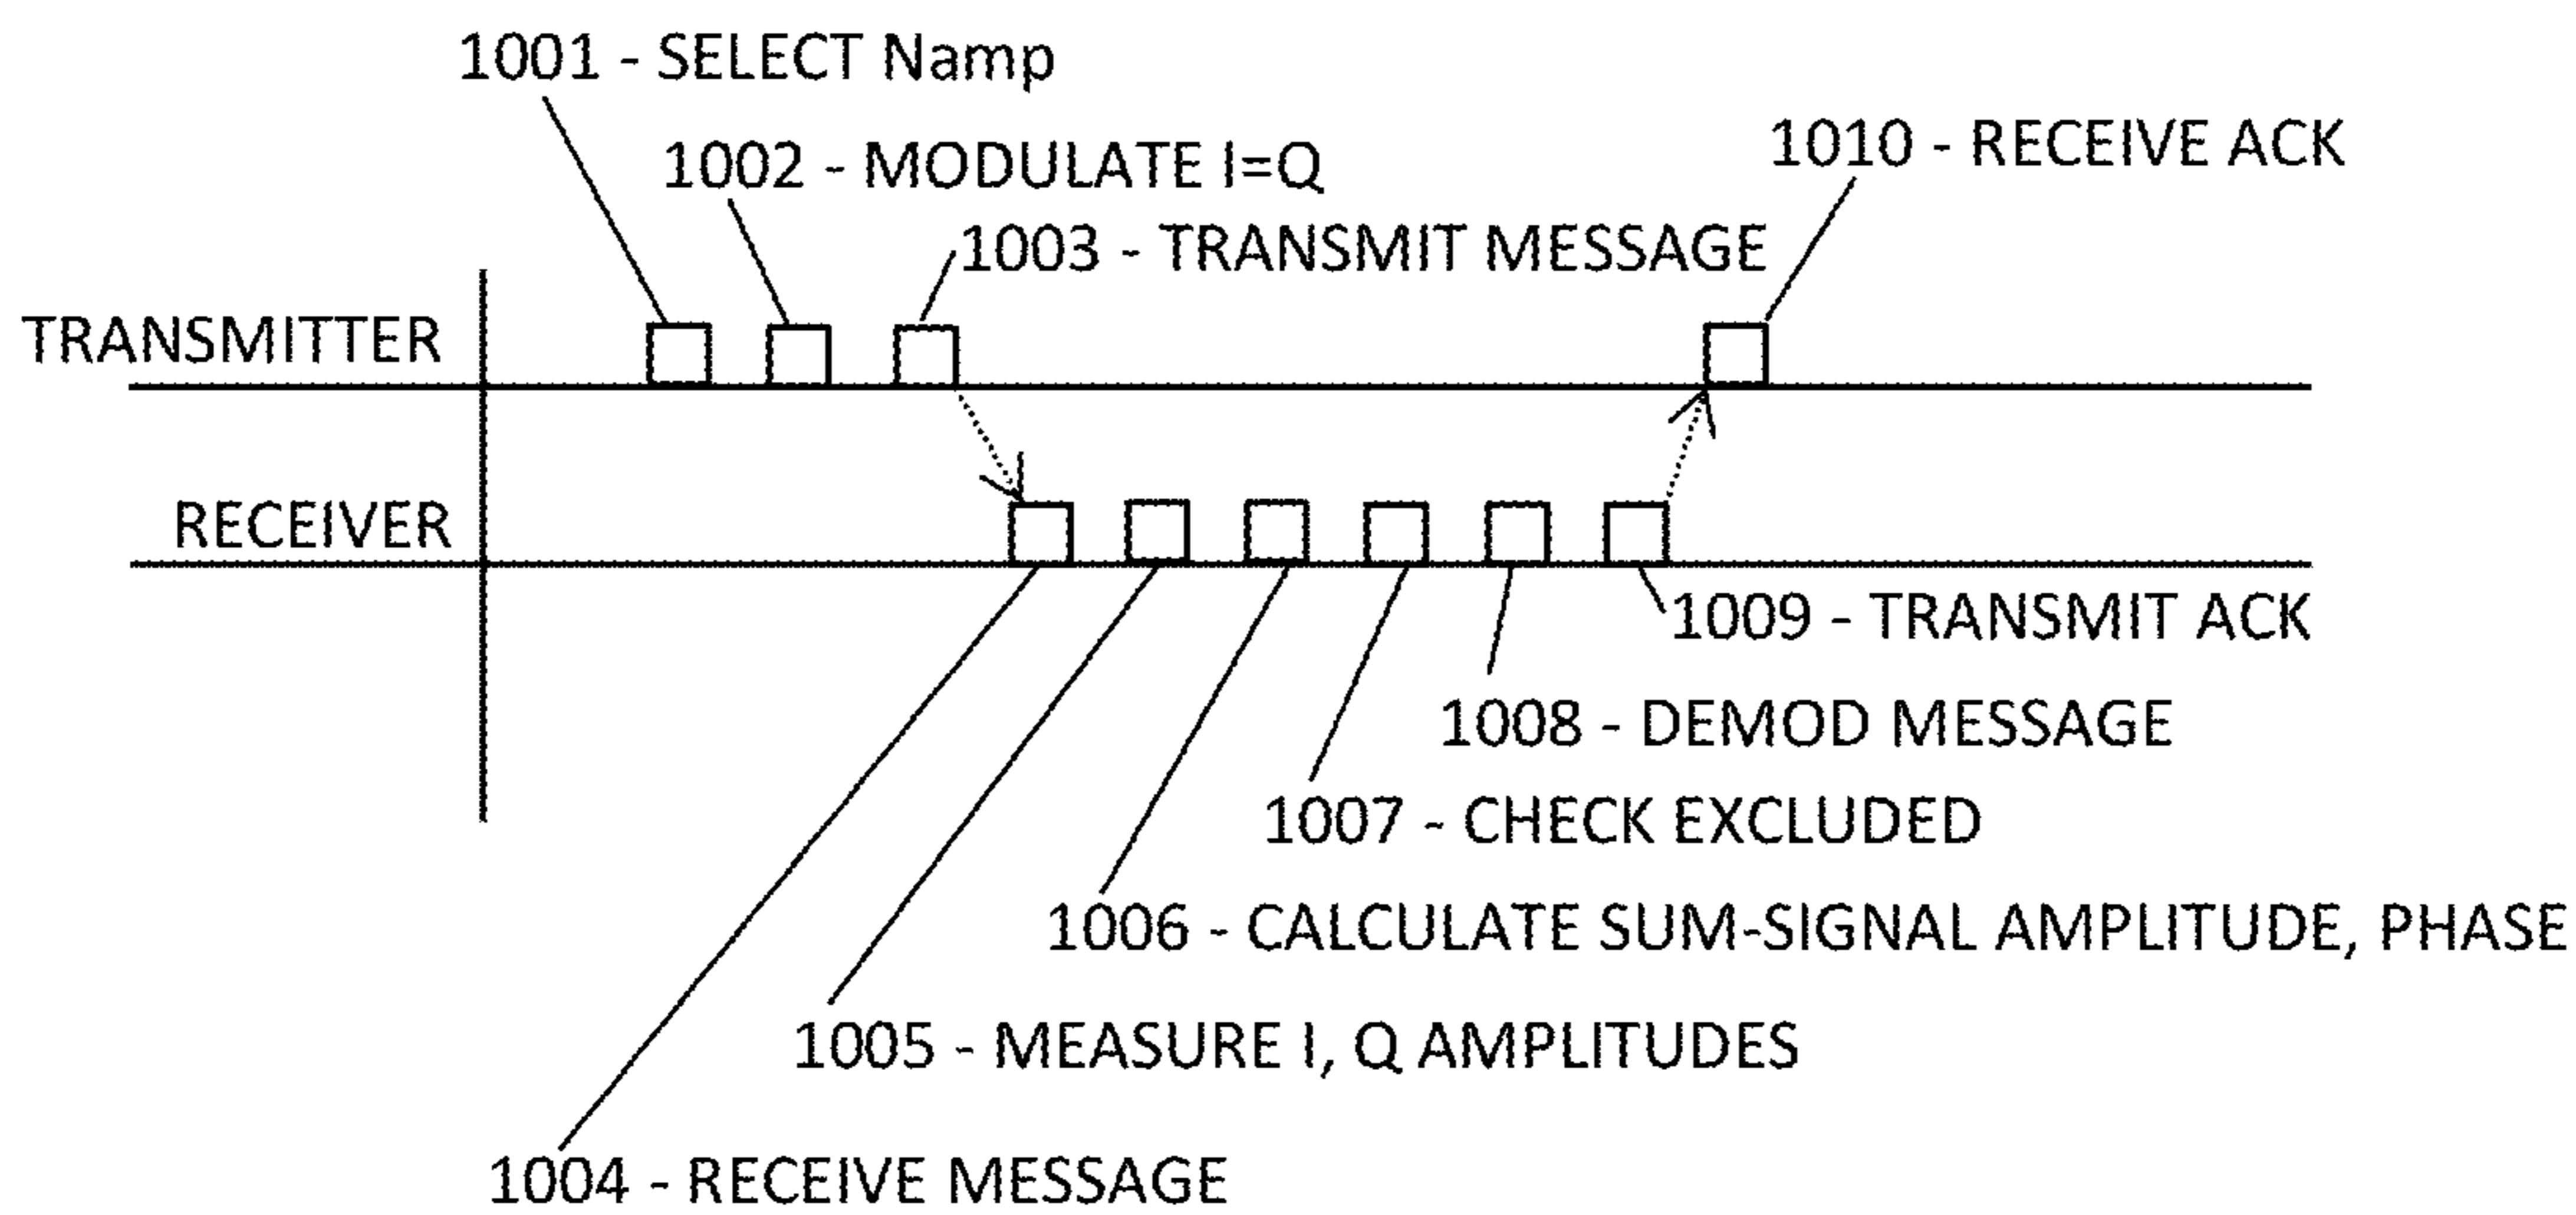 1001 - SELECT Namp
1002 - MODULATE I=Q
1010 - RECEIVE ACK
1003 - TRANSMIT MESSAGE
TRANSMITTER
RECEIVER
1009 - TRANSMIT ACK
1008 - DEMOD MESSAGE
1007 - CHECK EXCLUDED
1006 - CALCULATE SUM-SIGNAL AMPLITUDE, PHASE
1005 - MEASURE I, Q AMPLITUDES
1004 - RECEIVE MESSAGE